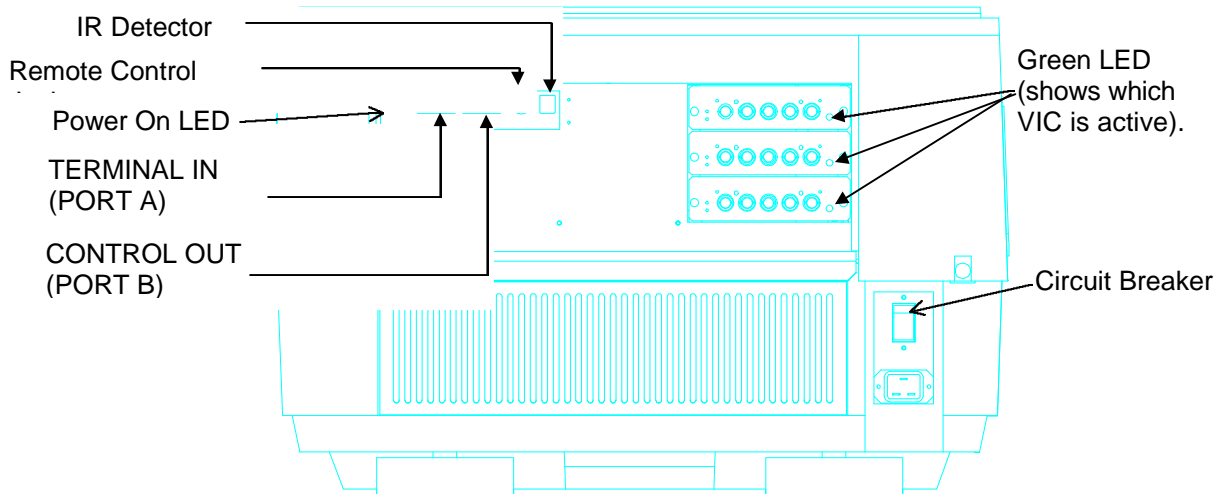 IR Detector
Remote Control
Power On LED
TERMINAL IN
(PORT A)
CONTROL OUT
(PORT B)
Green LED
(shows which
VIC is active).
Circuit Breaker